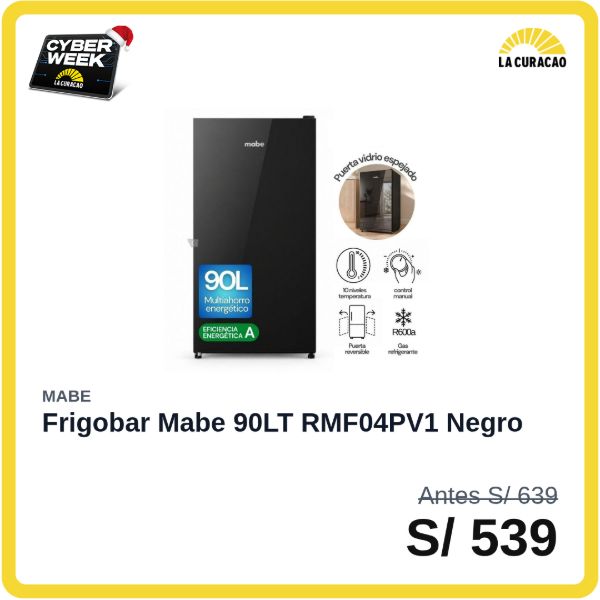 CYBER
WEEK
LA CURACAO
LA CURACAO
mabe
Puerta vidrio espejado
90L
Multiahorro
energético
EFICIENCIA
ENERGÉTICA A
10 niveles
temperatura
control
manual
Puerta
reversible
R600a
Gas
refrigerante
MABE
Frigobar Mabe 90LT RMF04PV1 Negro
Antes S/ 639
S/ 539